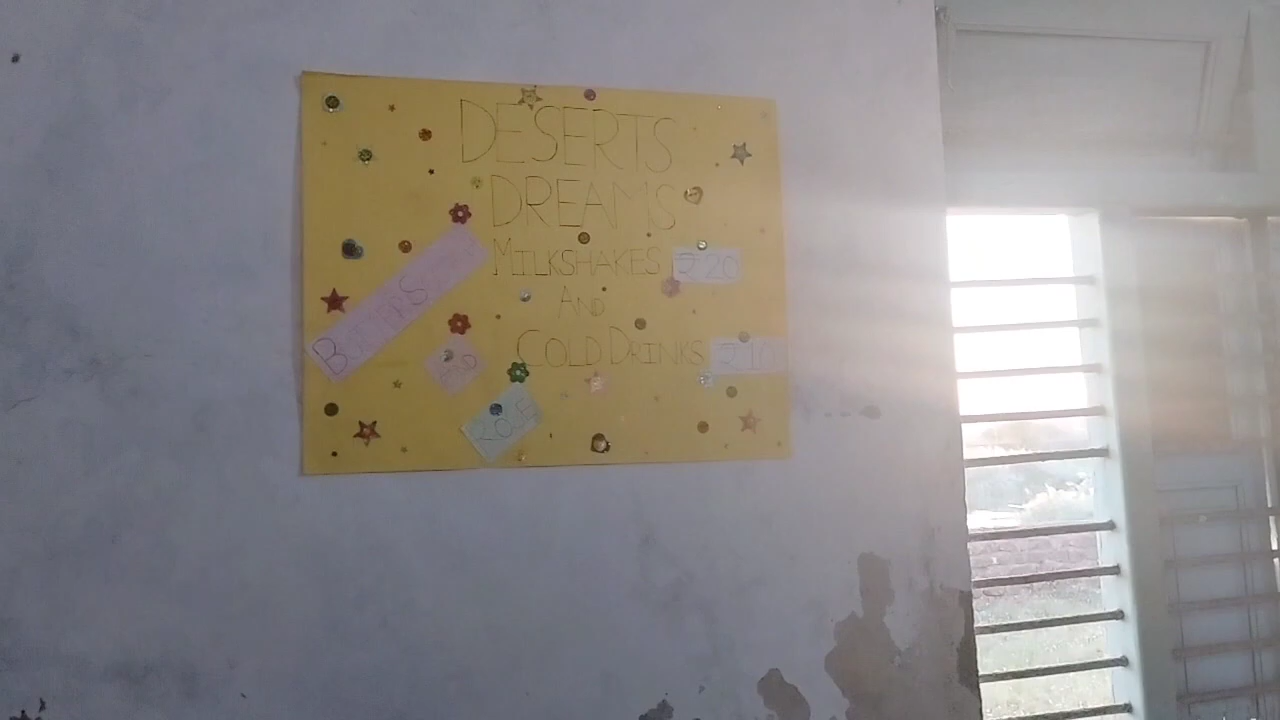 DESERTS
DREAMS
MILKSHAKES ₹20
AND
COLD DRINKS ₹10